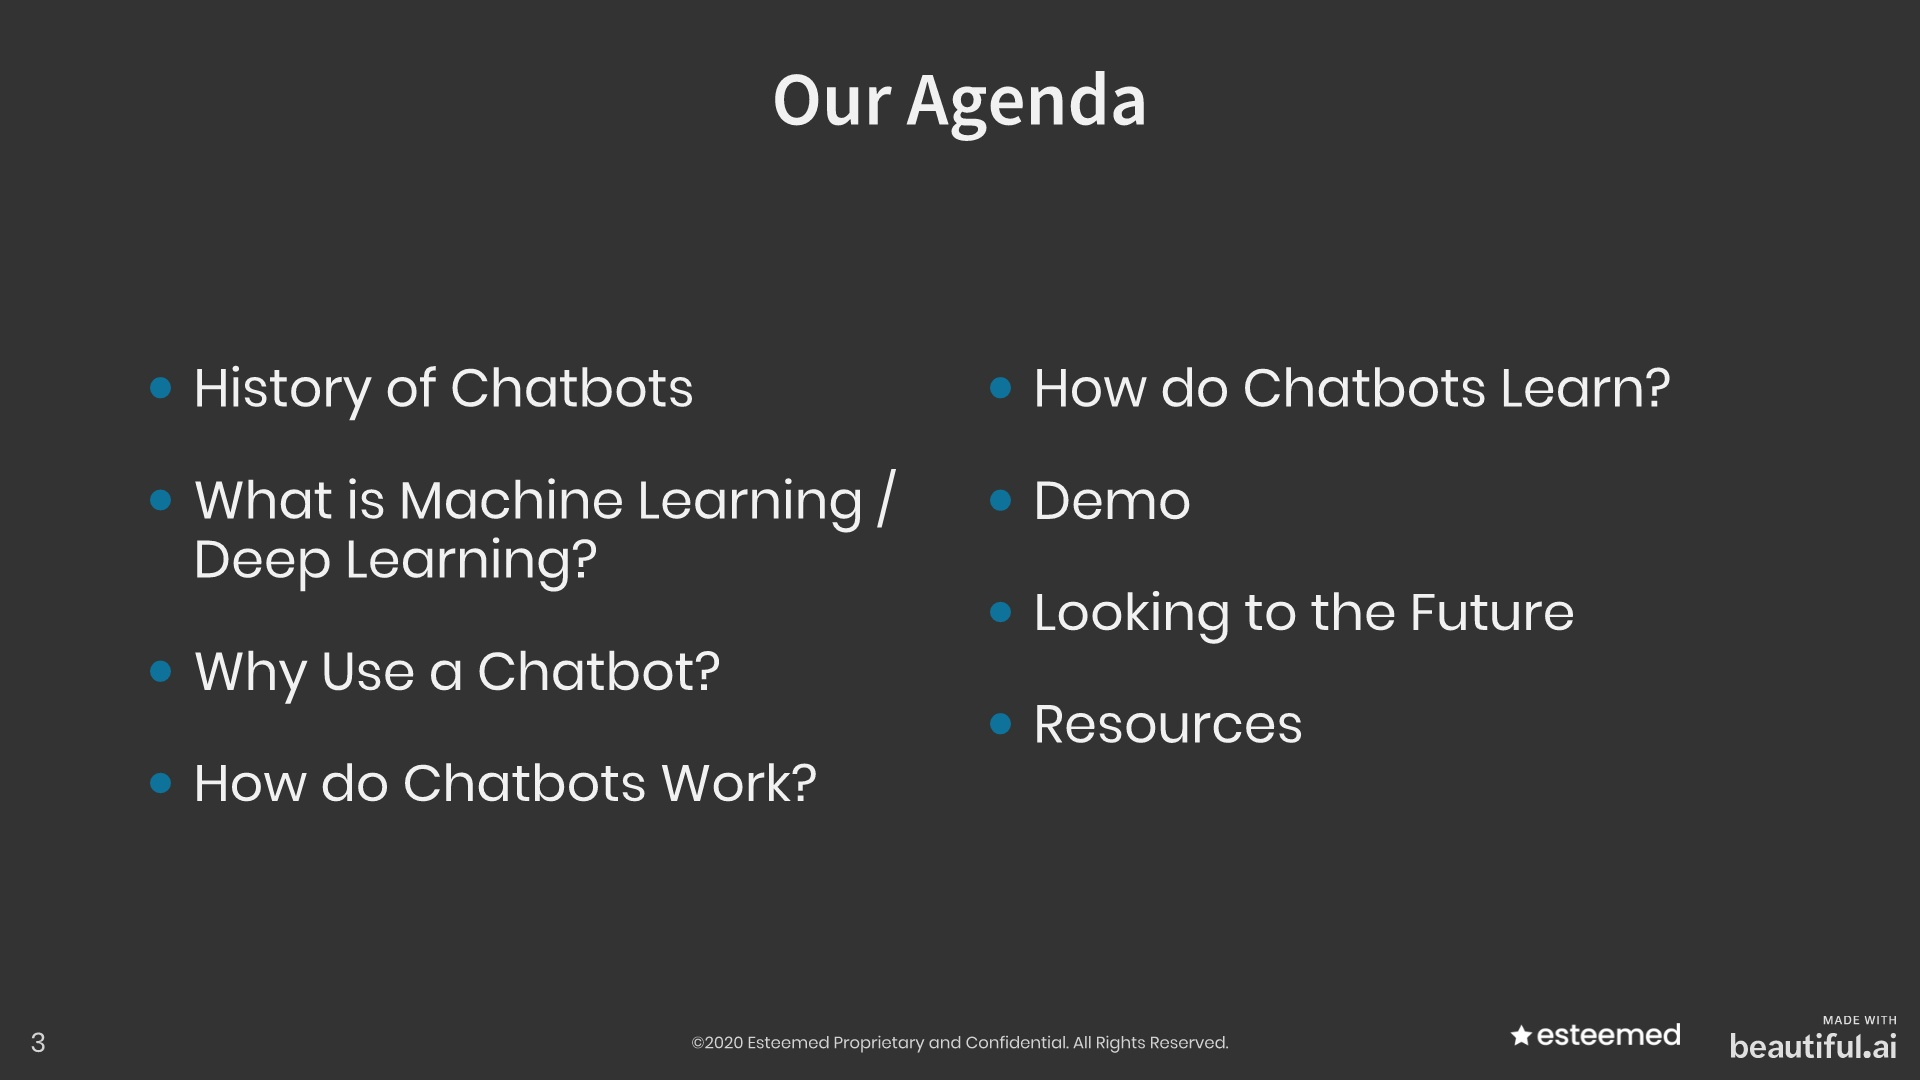 Our Agenda
History of Chatbots
What is Machine Learning /
Deep Learning?
Why Use a Chatbot?
How do Chatbots Work?
How do Chatbots Learn?
Demo
Looking to the Future
Resources
3
©2020 Esteemed Proprietary and Confidential. All Rights Reserved.
esteemed
MADE WITH
beautiful.ai